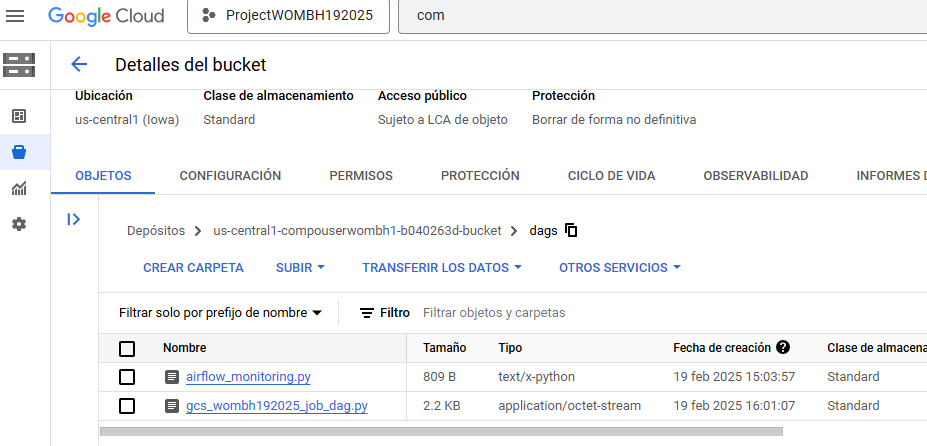 Google Cloud ProjectWOMBH192025 com
Detalles del bucket
Ubicación Clase de almacenamiento Acceso público Protección
us-central1 (Iowa) Standard Sujeto a LCA de objeto Borrar de forma no definitiva
OBJETOS CONFIGURACIÓN PERMISOS PROTECCIÓN CICLO DE VIDA OBSERVABILIDAD INFORMES D
Depósitos us-central1-compouserwombh1-b040263d-bucket dags
CREAR CARPETA SUBIR TRANSFERIR LOS DATOS OTROS SERVICIOS
Filtrar solo por prefijo de nombre Filtro Filtrar objetos y carpetas
Nombre Tamaño Tipo Fecha de creación Clase de almacena
airflow_monitoring.py 809 B text/x-python 19 feb 2025 15:03:57 Standard
gcs_wombh192025_job_dag.py 2.2 KB application/octet-stream 19 feb 2025 16:01:07 Standard